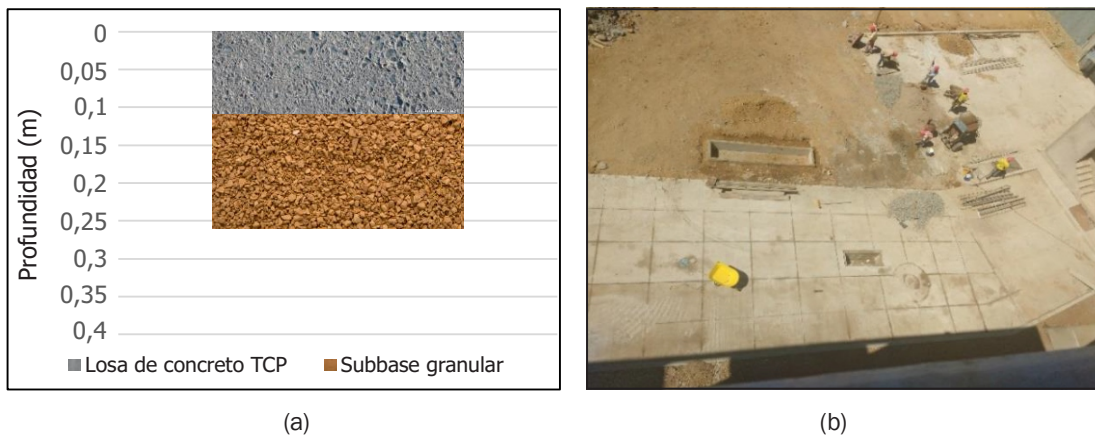 Profundidad (m)
0
0,05
0,1
0,15
0,2
0,25
0,3
0,35
0,4
Losa de concreto TCP
Subbase granular
(a)
(b)